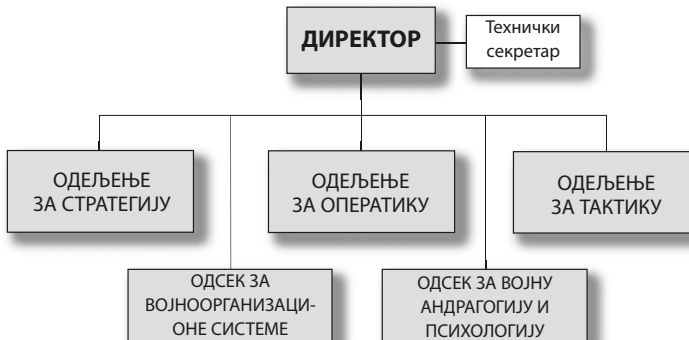 ДИРЕКТОР
Технички
секретар
ОДЕЉЕЊЕ
ЗА СТРАТЕГИЈУ
ОДЕЉЕЊЕ
ЗА ОПЕРАТИКУ
ОДЕЉЕЊЕ
ЗА ТАКТИКУ
ОДСЕК ЗА
ВОЈНООРГАНИЗАЦИ-
ОНЕ СИСТЕМЕ
ОДСЕК ЗА ВОЈНУ
АНДРАГОГИЈУ И
ПСИХОЛОГИЈУ